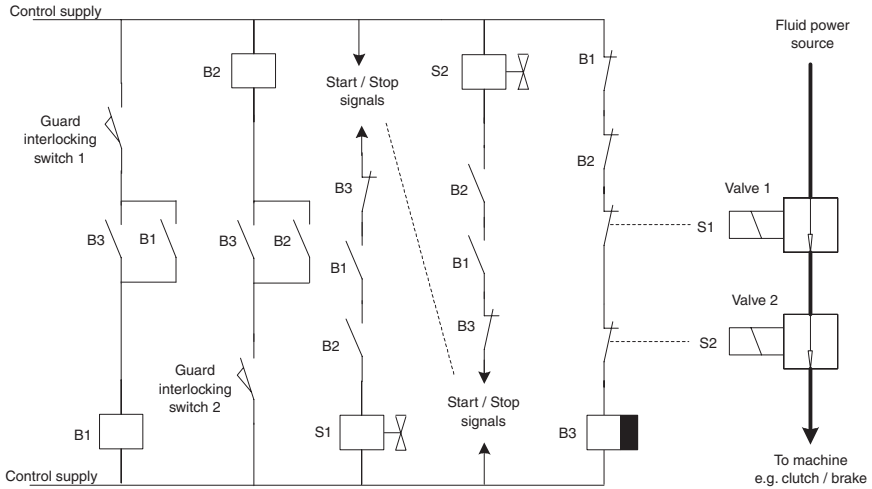 Control supply
Fluid power
source
B1
B2
S2
Start / Stop
signals
Guard
interlocking
switch 1
B2
B3
B2
Valve 1
B3
B1
B3
B2
S1
B1
B1
Valve 2
B3
B2
S2
Guard
interlocking
switch 2
Start / Stop
signals
B1
S1
B3
To machine
e.g. clutch / brake
Control supply